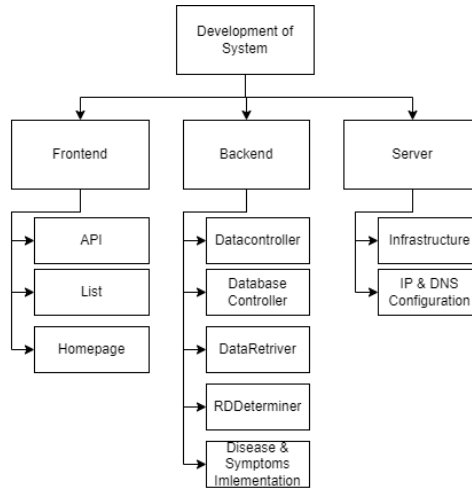 Development of
System
Frontend
Backend
Server
API
List
Homepage
Datacontroller
Database
Controller
DataRetriver
RDDeterminer
Disease &
Symptoms
Imlementation
Infrastructure
IP & DNS
Configuration